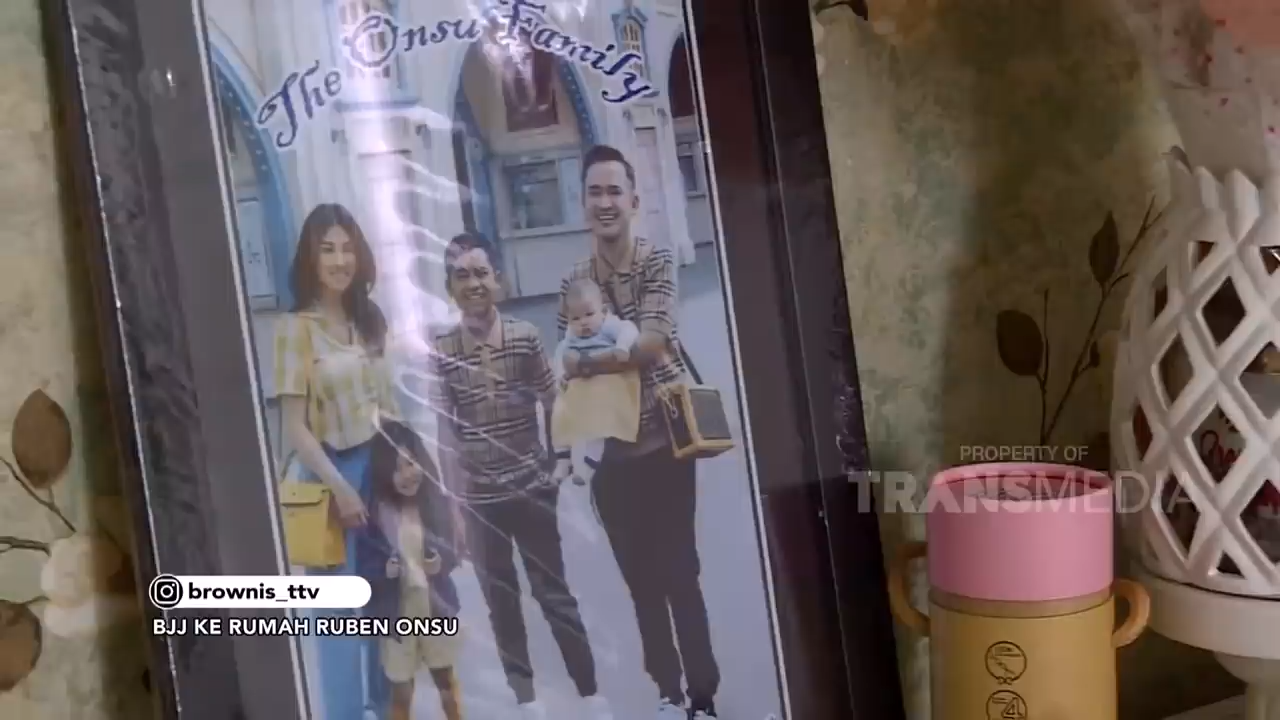 The Onsu Family
PROPERTY OF
TRANSMEDIA
brownis_ttv
BJJ KE RUMAH RUBEN ONSU